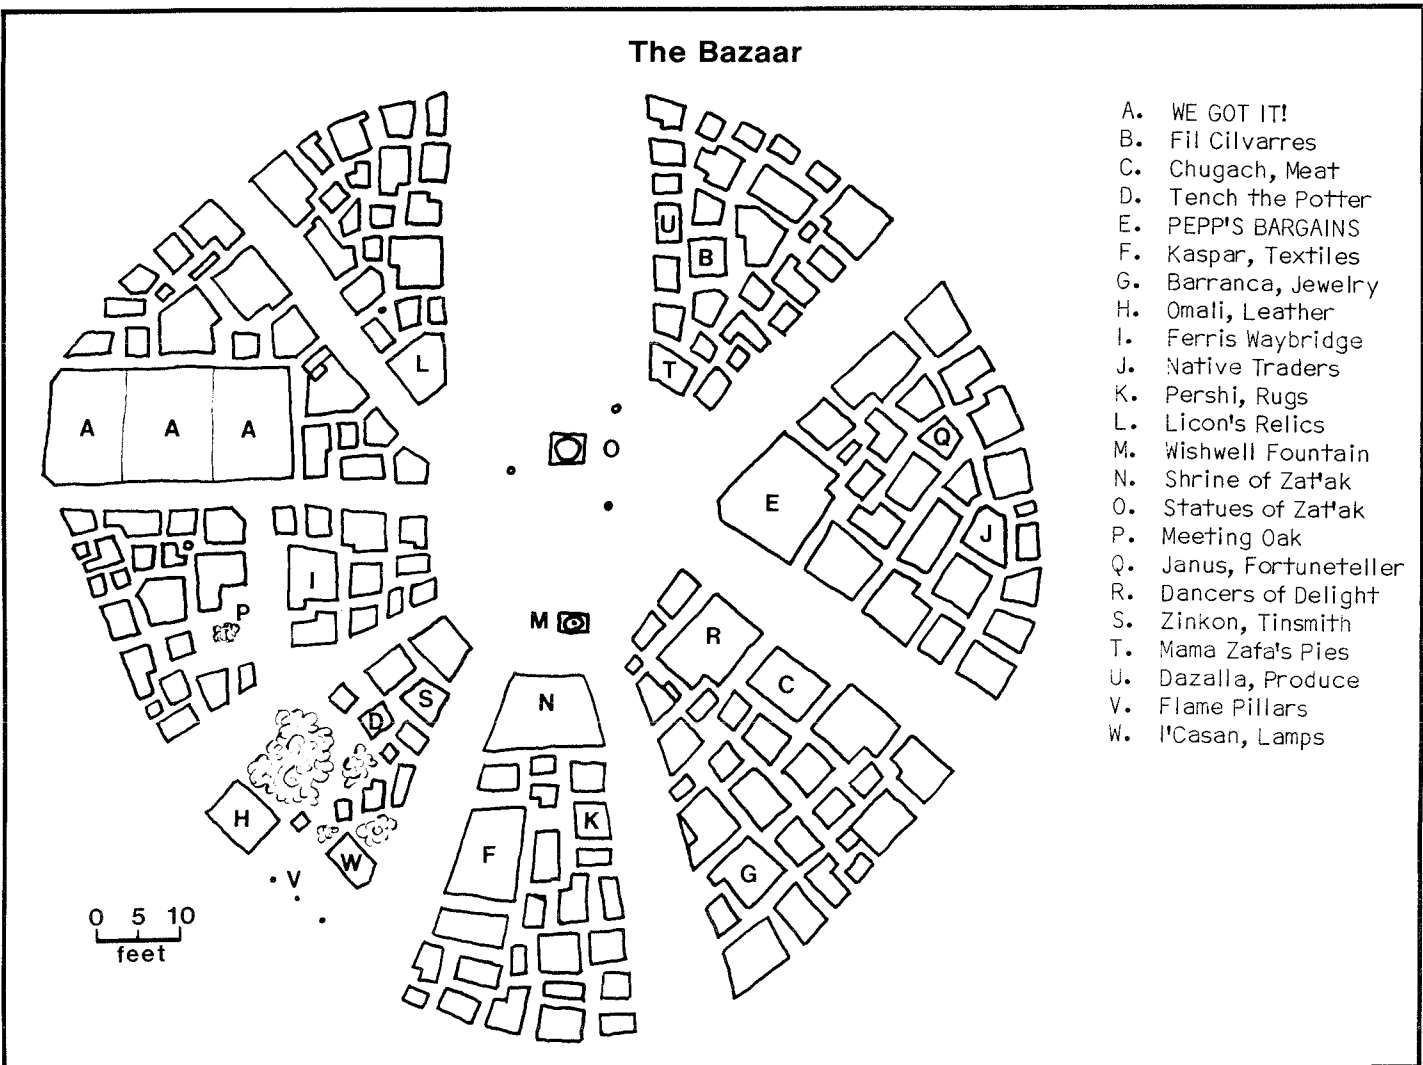 The Bazaar
A. WE GOT IT!
B. Fil Cilvarres
C. Chugach, Meat
D. Tench the Potter
E. PEPP'S BARGAINS
F. Kaspar, Textiles
G. Barranca, Jewelry
H. Omali, Leather
I. Ferris Waybridge
J. Native Traders
K. Pershi, Rugs
L. Licon's Relics
M. Wishwell Fountain
N. Shrine of Zat'ak
O. Statues of Zat'ak
P. Meeting Oak
Q. Janus, Fortuneteller
R. Dancers of Delight
S. Zinkon, Tinsmith
T. Mama Zafa's Pies
U. Dazalla, Produce
V. Flame Pillars
W. I'Casan, Lamps
U
B
L
T
A A A
Q
O
E
J
I
P
M
R
C
S
N
D
H
K
F
W
G
V
0 5 10
feet